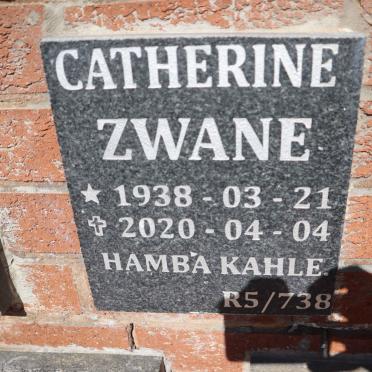 CATHERINE
ZWANE
★ 1938 - 03 - 21
✞ 2020 - 04 - 04
HAMBA KAHLE
R5/738